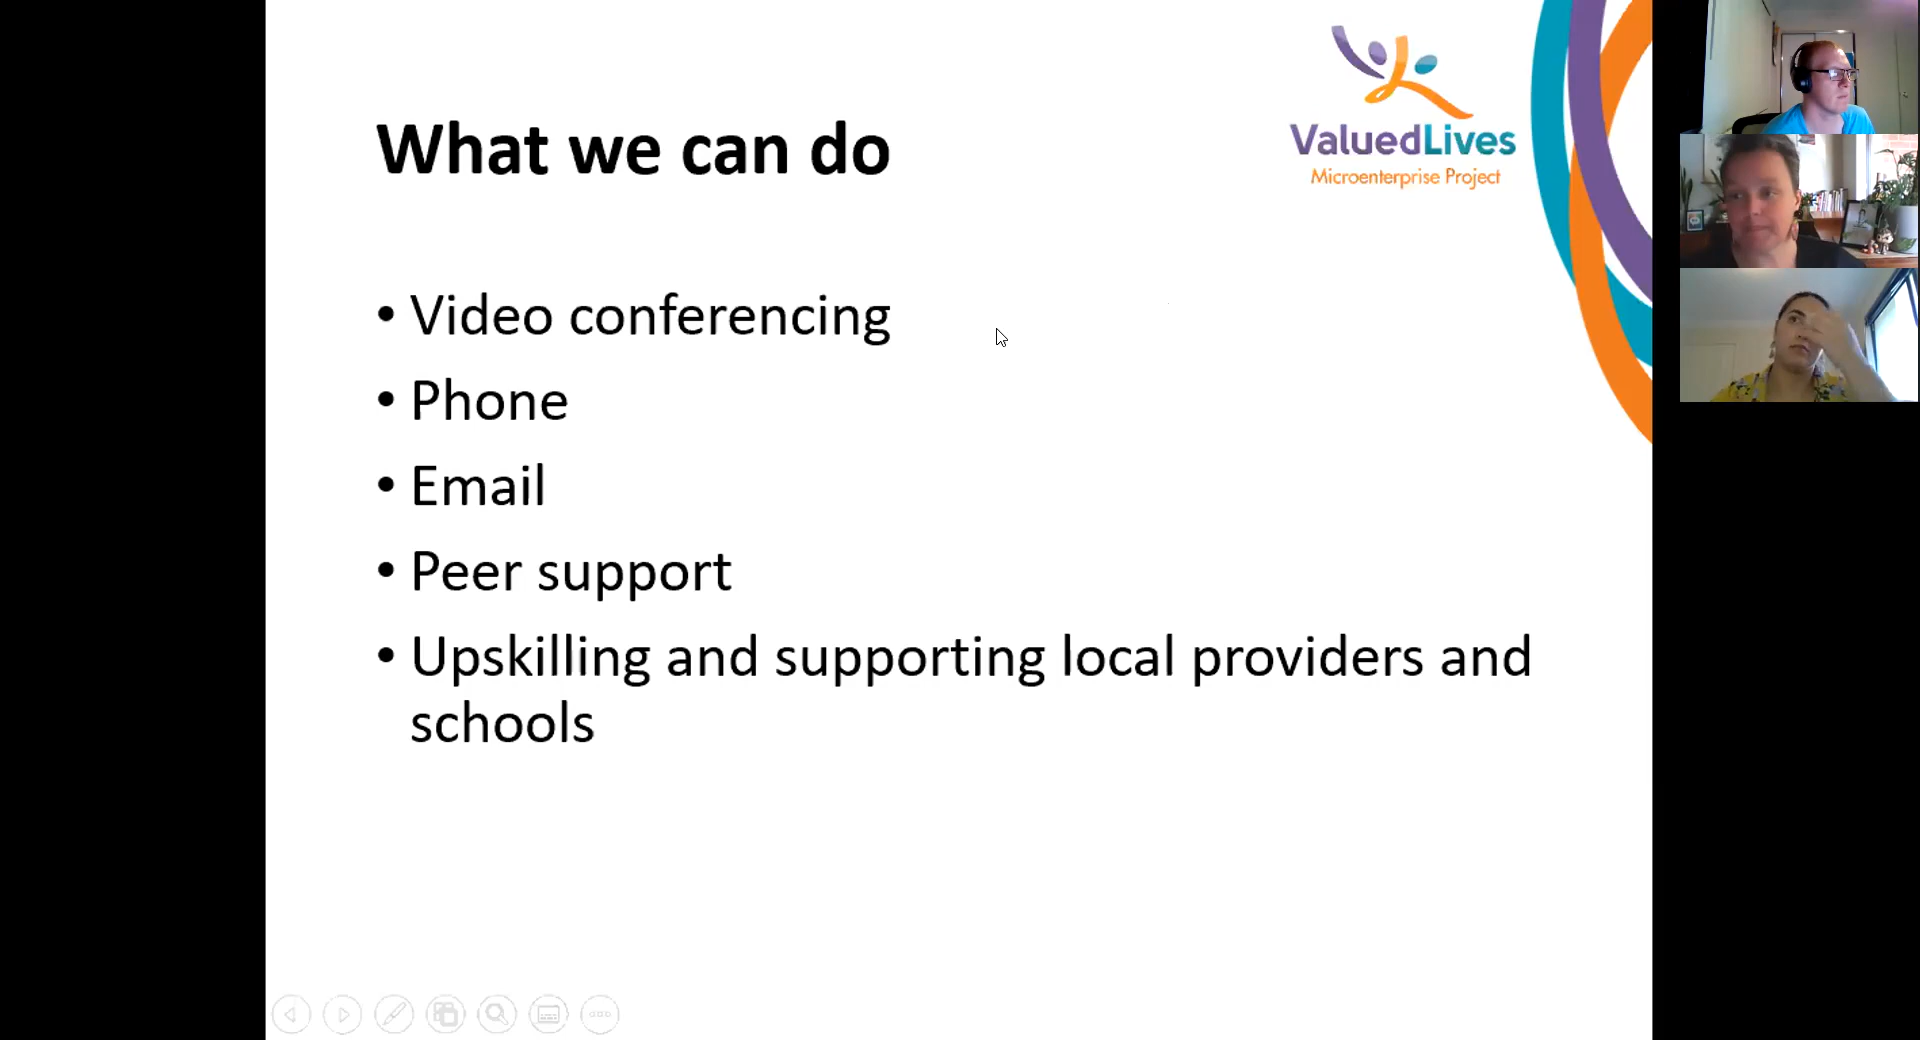 What we can do
ValuedLives
Microenterprise Project
• Video conferencing
• Phone
• Email
• Peer support
• Upskilling and supporting local providers and
schools